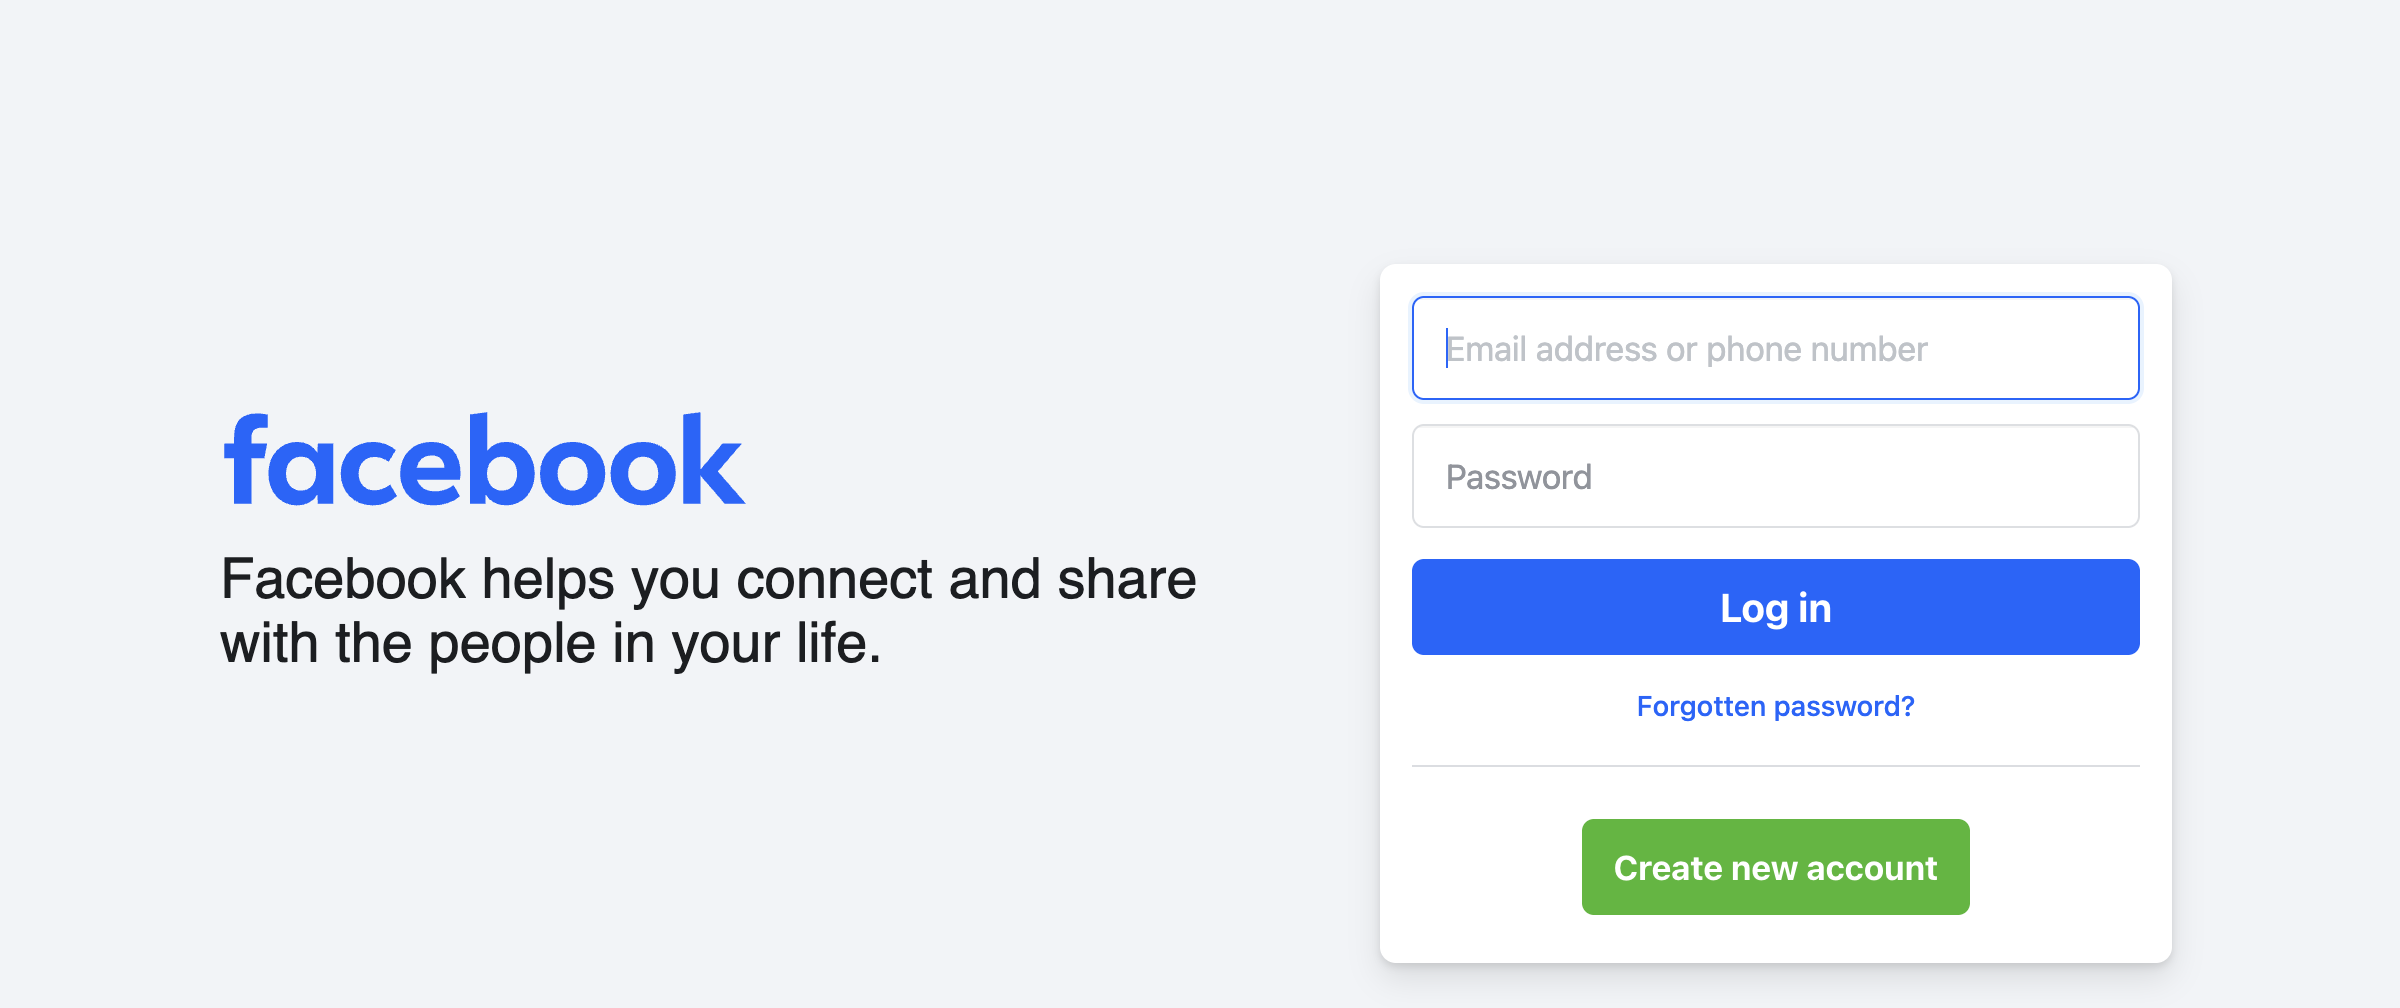 facebook
Facebook helps you connect and share
with the people in your life.
Email address or phone number
Password
Log in
Forgotten password?
Create new account